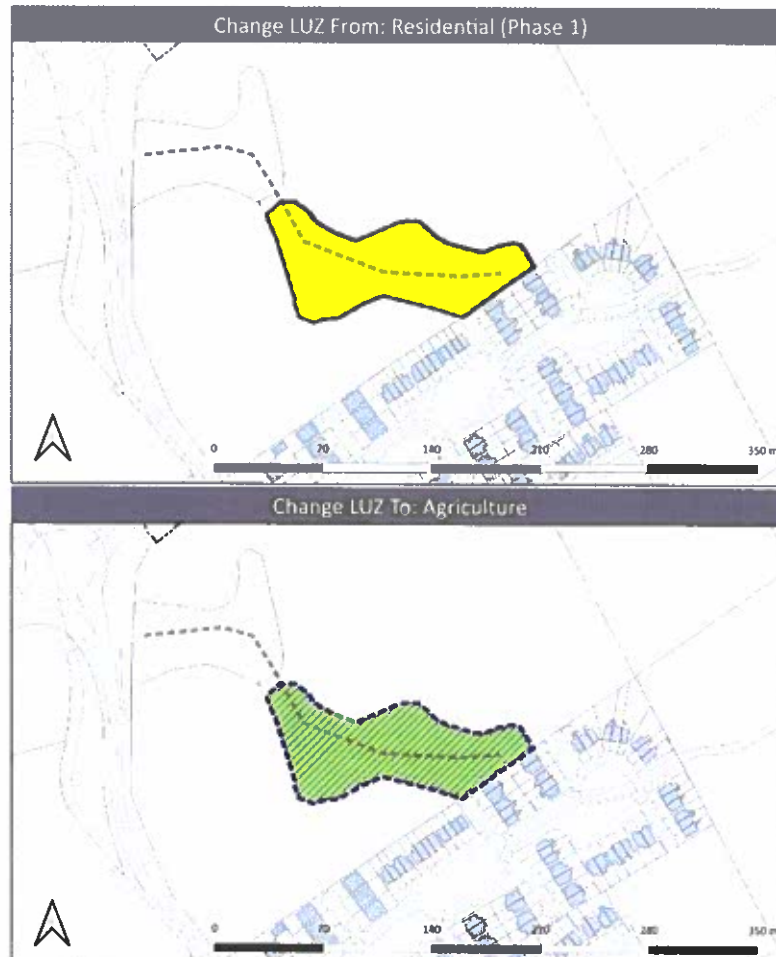 Change LUZ From: Residential (Phase 1)
0 70 140 210 280 350 m
Change LUZ To: Agriculture
0 70 140 210 280 350 m